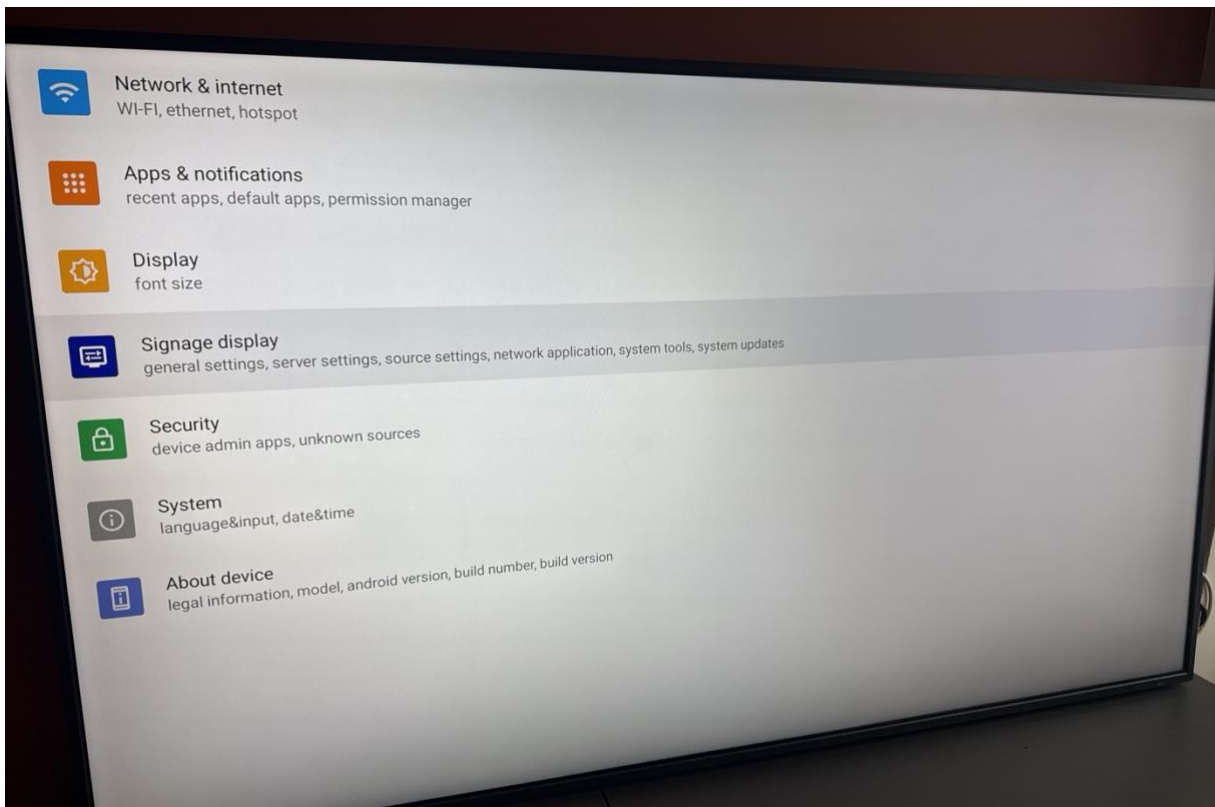 Network & internet
WI-FI, ethernet, hotspot
Apps & notifications
recent apps, default apps, permission manager
Display
font size
Signage display
general settings, server settings, source settings, network application, system tools, system updates
Security
device admin apps, unknown sources
System
language&input, date&time
About device
legal information, model, android version, build number, build version